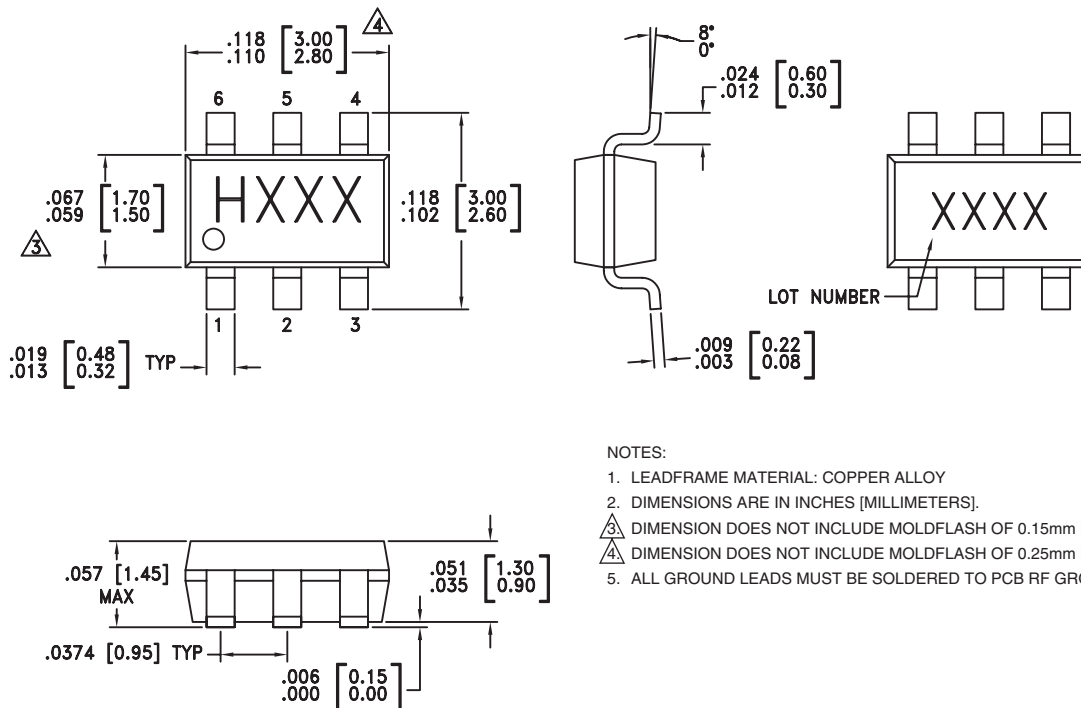 .118 [3.00]
.110 [2.80]
4
6 5 4
.067 [1.70]
.059 [1.50]
3
HXXX
.118 [3.00]
.102 [2.60]
1 2 3
.019 [0.48]
.013 [0.32] TYP
8°
0°
.024 [0.60]
.012 [0.30]
.009 [0.22]
.003 [0.08]
XXXX
LOT NUMBER
.057 [1.45]
MAX
.051 [1.30]
.035 [0.90]
.0374 [0.95] TYP
.006 [0.15]
.000 [0.00]
NOTES:
1. LEADFRAME MATERIAL: COPPER ALLOY
2. DIMENSIONS ARE IN INCHES [MILLIMETERS].
3. DIMENSION DOES NOT INCLUDE MOLDFLASH OF 0.15mm
4. DIMENSION DOES NOT INCLUDE MOLDFLASH OF 0.25mm
5. ALL GROUND LEADS MUST BE SOLDERED TO PCB RF